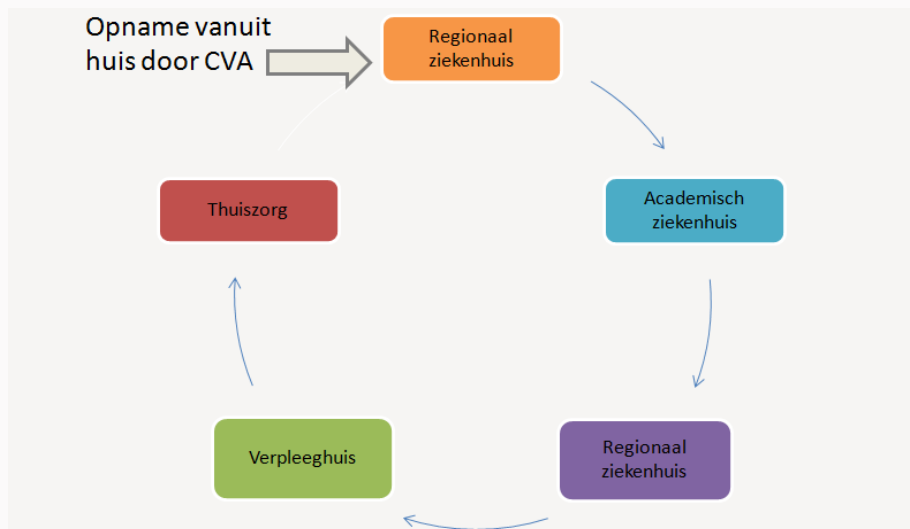 Opname vanuit
huis door CVA
Regionaal
ziekenhuis
Academisch
ziekenhuis
Regionaal
ziekenhuis
Verpleeghuis
Thuiszorg